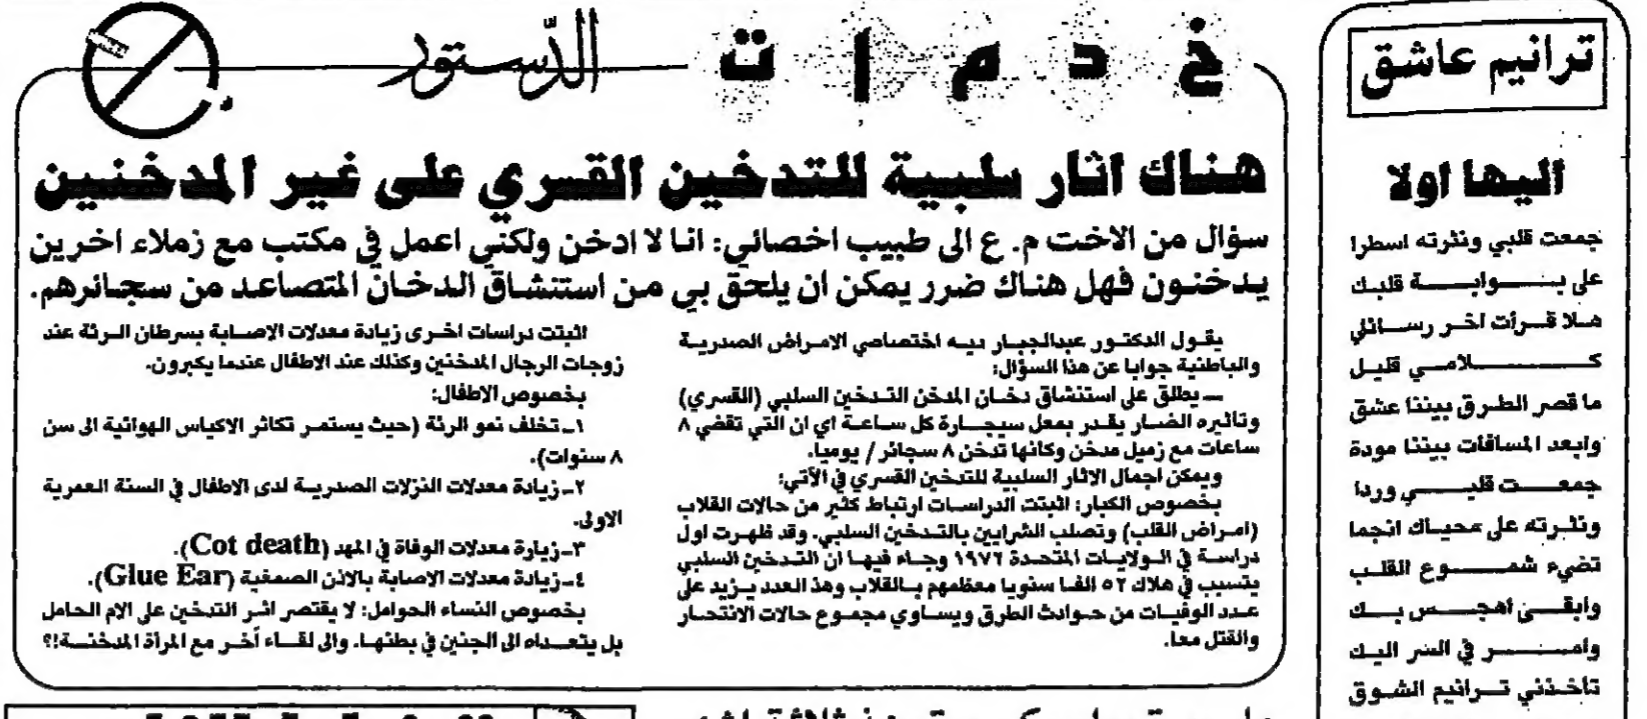 خدمات
الدستور
هناك اثار سلبية للتدخين القسري على غير المدخنين
سؤال من الاخت م. ع الى طبيب اخصائي: انا لا ادخن ولكني اعمل في مكتب مع زملاء اخرين
يدخنون فهل هناك ضرر يمكن ان يلحق بي من استنشاق الدخان المتصاعد من سجائرهم.
يقول الدكتور عبدالجبار ديه اختصاصي الامراض الصدرية
والباطنية جوابا عن هذا السؤال:
ــ يطلق على استنشاق دخان المدخن التدخين السلبي (القسري)
وتاثيره الضار يقدر بمعل سيجارة كل ساعة اي ان التي تقضي ٨
ساعات مع زميل مدخن وكانها تدخن ٨ سجائر / يوميا.
ويمكن اجمال الاثار السلبية للتدخين القسري في الآتي:
بخصوص الكبار: اثبتت الدراسات ارتباط كثير من حالات القلاب
(امراض القلب) وتصلب الشرايين بالتدخين السلبي. وقد ظهرت اول
دراسة في الولايات المتحدة ١٩٧٢ وجاء فيها ان التدخين السلبي
يتسبب في هلاك ٥٢ الفا سنويا معظمهم بالقلاب وهذ العدد يزيد على
عدد الوفيات من حوادث الطرق ويساوي مجموع حالات الانتحار
والقتل معا.
اثبتت دراسات اخرى زيادة معدلات الاصابة بسرطان الرئة عند
زوجات الرجال المدخنين وكذلك عند الاطفال عندما يكبرون.
بخصوص الاطفال:
١ـ تخلف نمو الرئة (حيث يستمر تكاثر الاكياس الهوائية الى سن
٨ سنوات).
٢ـ زيادة معدلات النزلات الصدرية لدى الاطفال في السنة العمرية
الاولى.
٣ـ زيارة معدلات الوفاة في المهد (Cot death).
٤ـ زيادة معدلات الاصابة بالاذن الصمغية (Glue Ear).
بخصوص النساء الحوامل: لا يقتصر اثر التدخين على الام الحامل
بل يتعداه الى الجنين في بطنها. والى لقاء أخر مع المرأة المدخنة!؟
ترانيم عاشق
اليها اولا
جمعت قلبي ونثرته اسطرا
على بوابة قلبك
هلا قرأت اخر رسائلي
كلامي قليل
ما قصر الطرق بيننا عشق
وابعد المسافات بيننا مودة
جمعت قلبي وردا
ونثرته على محياك انجما
تضيء شموع القلب
وابقى أهجس بك
وامر في السر اليك
تأخذني ترانيم الشوق